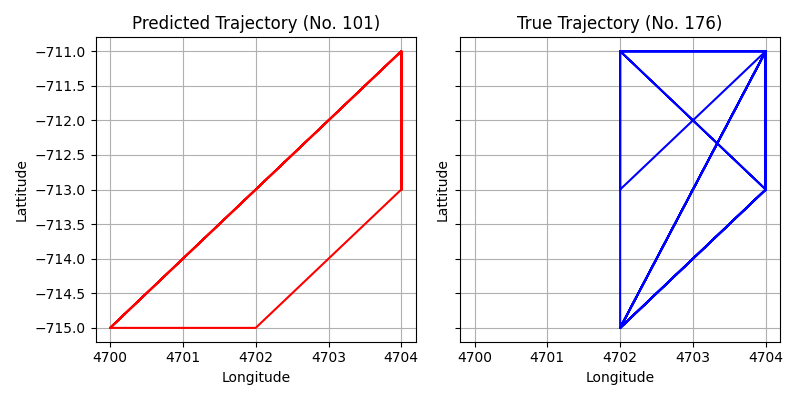 Predicted Trajectory (No. 101)
True Trajectory (No. 176)
−711.0
−711.5
−712.0
−712.5
−713.0
−713.5
−714.0
−714.5
−715.0
Lattitude
Lattitude
4700 4701 4702 4703 4704
4700 4701 4702 4703 4704
Longitude
Longitude